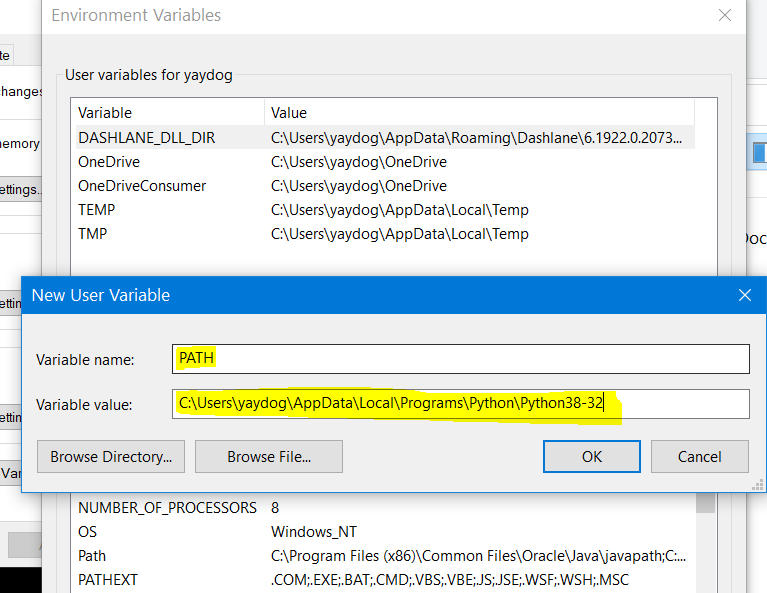 Environment Variables
te
changes
User variables for yaydog
Variable Value
emory
DASHLANE_DLL_DIR C:\Users\yaydog\AppData\Roaming\Dashlane\6.1922.0.2073...
OneDrive C:\Users\yaydog\OneDrive
ettings...
OneDriveConsumer C:\Users\yaydog\OneDrive
TEMP C:\Users\yaydog\AppData\Local\Temp
TMP C:\Users\yaydog\AppData\Local\Temp
Doc
New User Variable
ettin
Variable name: PATH
Variable value: C:\Users\yaydog\AppData\Local\Programs\Python\Python38-32
ettin
Browse Directory... Browse File... OK Cancel
Var
NUMBER_OF_PROCESSORS 8
OS Windows_NT
Path C:\Program Files (x86)\Common Files\Oracle\Java\javapath;C:...
PATHEXT .COM;.EXE;.BAT;.CMD;.VBS;.VBE;.JS;.JSE;.WSF;.WSH;.MSC